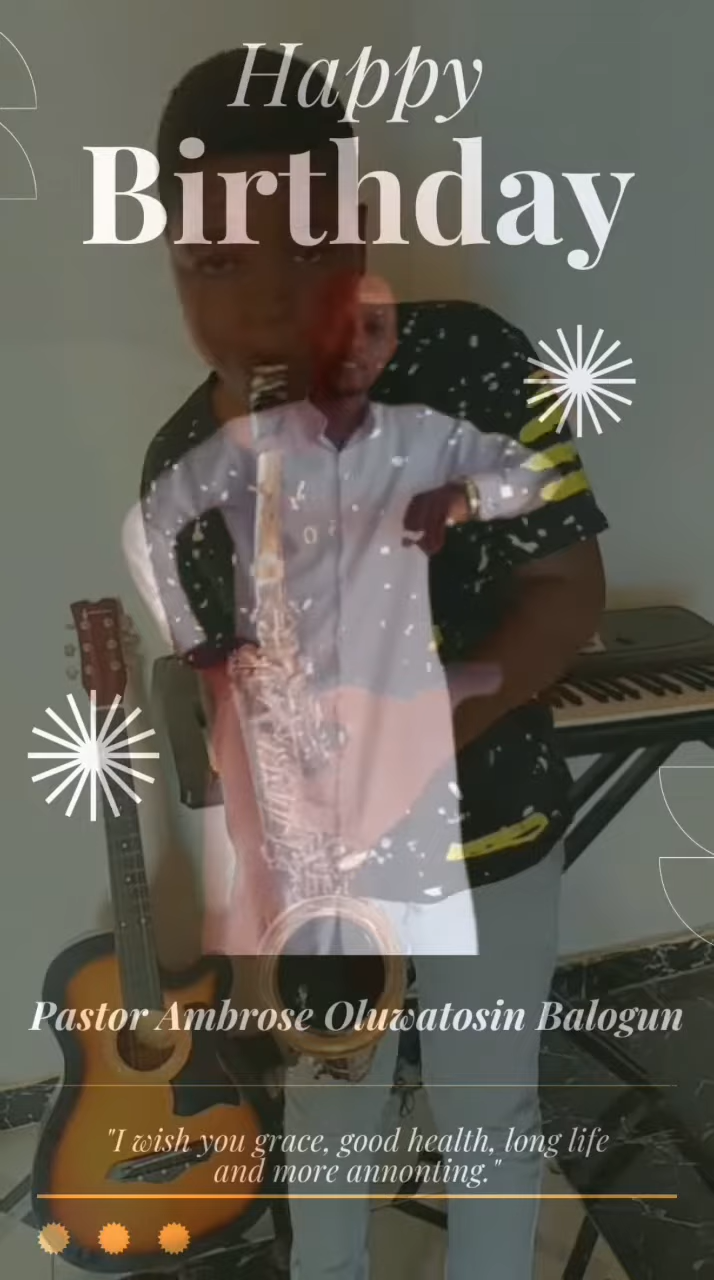 Happy
Birthday
Pastor Ambrose Oluwatosin Balogun
"I wish you grace, good health, long life
and more annonting."